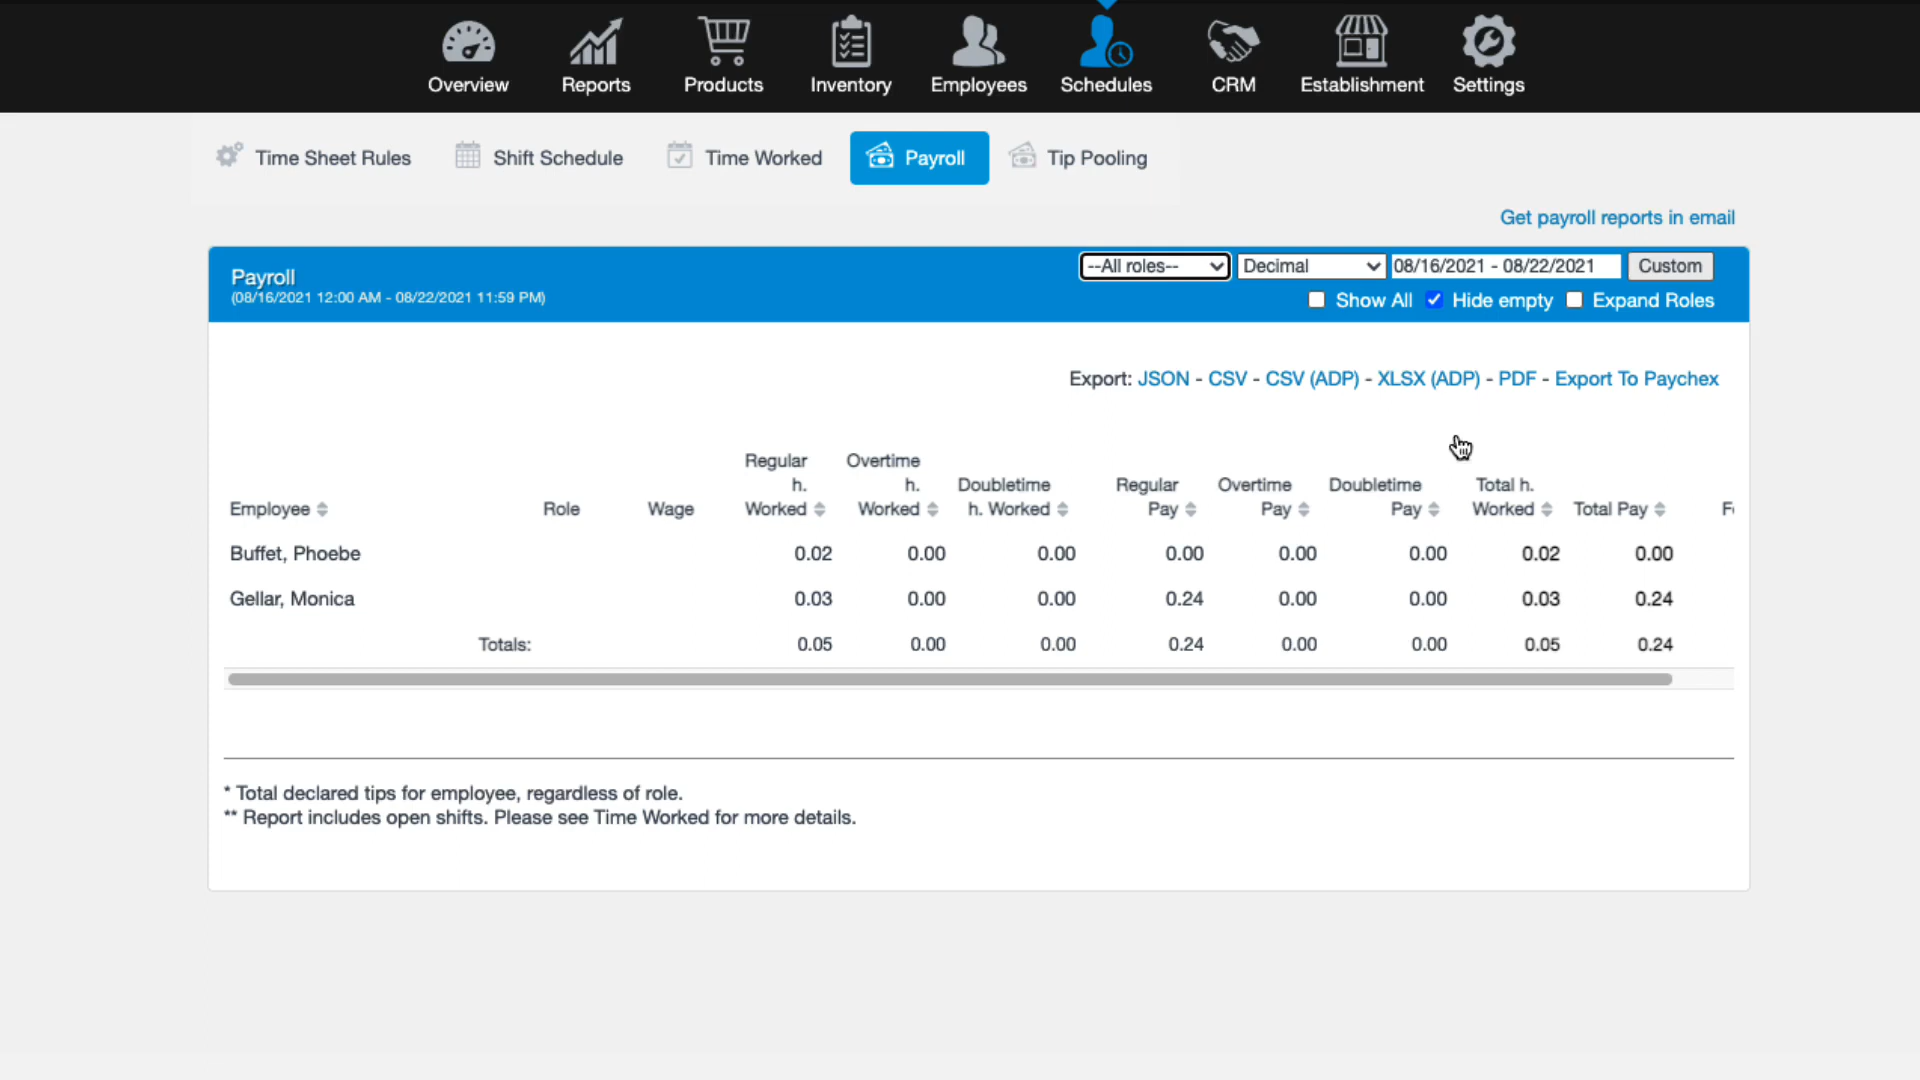 Overview Reports Products Inventory Employees Schedules CRM Establishment Settings
Time Sheet Rules Shift Schedule Time Worked Payroll Tip Pooling
Get payroll reports in email
Payroll
--All roles-- Decimal 08/16/2021 - 08/22/2021 Custom
(08/16/2021 12:00 AM - 08/22/2021 11:59 PM)
Show All Hide empty Expand Roles
Export: JSON - CSV - CSV (ADP) - XLSX (ADP) - PDF - Export To Paychex
Regular Overtime
h. h. Doubletime Regular Overtime Doubletime Total h.
Employee Role Wage Worked Worked h. Worked Pay Pay Pay Worked Total Pay
Buffet, Phoebe 0.02 0.00 0.00 0.00 0.00 0.00 0.02 0.00
Gellar, Monica 0.03 0.00 0.00 0.24 0.00 0.00 0.03 0.24
Totals: 0.05 0.00 0.00 0.24 0.00 0.00 0.05 0.24
* Total declared tips for employee, regardless of role.
** Report includes open shifts. Please see Time Worked for more details.